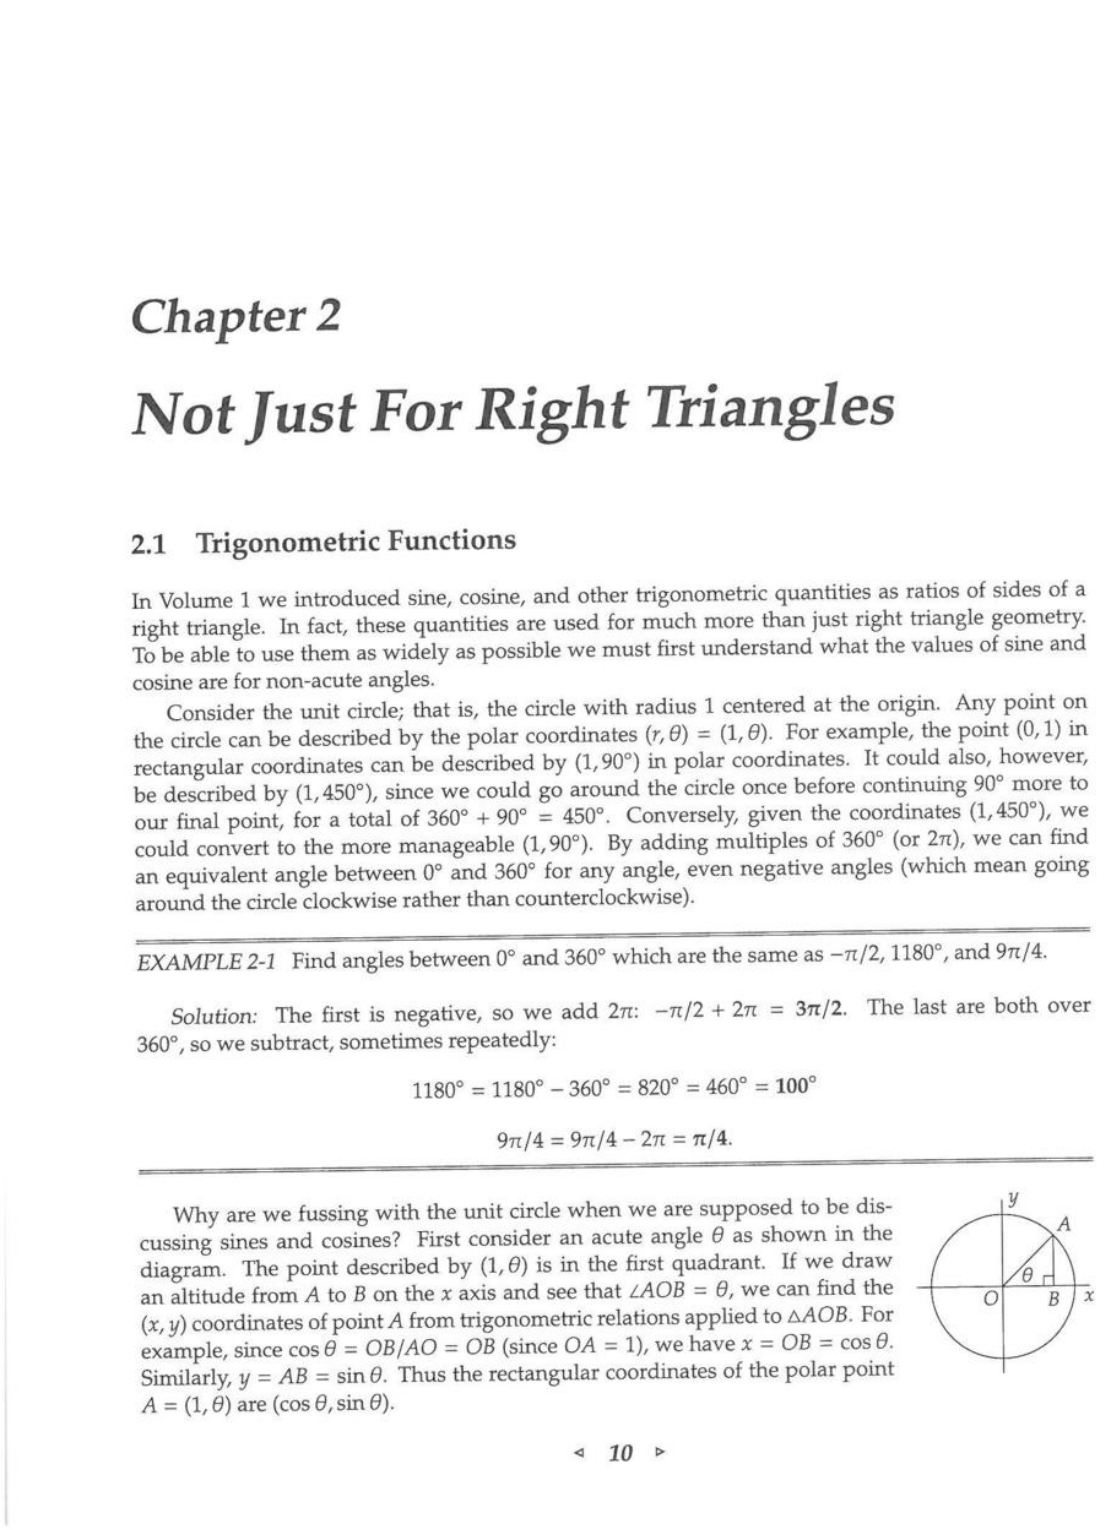 Chapter 2
Not Just For Right Triangles
2.1 Trigonometric Functions
In Volume 1 we introduced sine, cosine, and other trigonometric quantities as ratios of sides of a
right triangle. In fact, these quantities are used for much more than just right triangle geometry.
To be able to use them as widely as possible we must first understand what the values of sine and
cosine are for non-acute angles.
Consider the unit circle; that is, the circle with radius 1 centered at the origin. Any point on
the circle can be described by the polar coordinates (r, θ) = (1, θ). For example, the point (0, 1) in
rectangular coordinates can be described by (1, 90°) in polar coordinates. It could also, however,
be described by (1, 450°), since we could go around the circle once before continuing 90° more to
our final point, for a total of 360° + 90° = 450°. Conversely, given the coordinates (1, 450°), we
could convert to the more manageable (1, 90°). By adding multiples of 360° (or 2π), we can find
an equivalent angle between 0° and 360° for any angle, even negative angles (which mean going
around the circle clockwise rather than counterclockwise).
EXAMPLE 2-1 Find angles between 0° and 360° which are the same as −π/2, 1180°, and 9π/4.
Solution: The first is negative, so we add 2π: −π/2 + 2π = 3π/2. The last are both over
360°, so we subtract, sometimes repeatedly:
1180° = 1180° − 360° = 820° = 460° = 100°
9π/4 = 9π/4 − 2π = π/4.
Why are we fussing with the unit circle when we are supposed to be dis-
cussing sines and cosines? First consider an acute angle θ as shown in the
diagram. The point described by (1, θ) is in the first quadrant. If we draw
an altitude from A to B on the x axis and see that ∠AOB = θ, we can find the
(x, y) coordinates of point A from trigonometric relations applied to △AOB. For
example, since cos θ = OB/AO = OB (since OA = 1), we have x = OB = cos θ.
Similarly, y = AB = sin θ. Thus the rectangular coordinates of the polar point
A = (1, θ) are (cos θ, sin θ).
y
A
θ
O
B
x
◃ 10 ▹